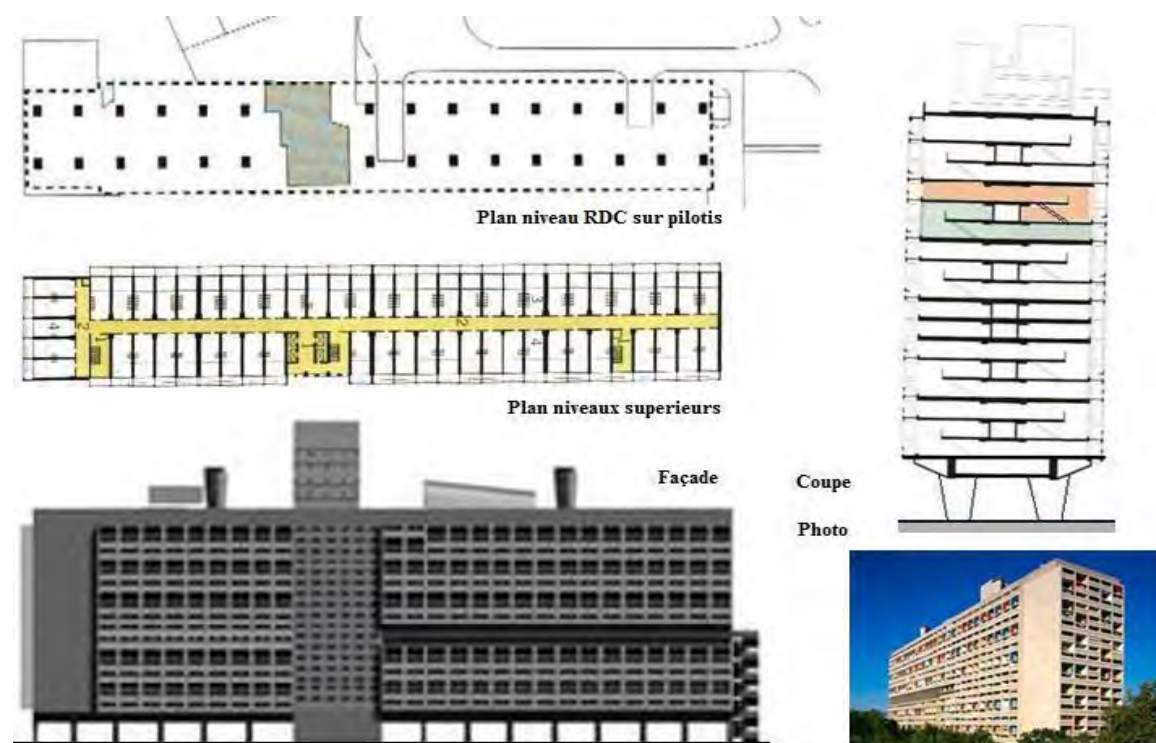 Plan niveau RDC sur pilotis
Plan niveaux superieurs
Façade
Coupe
Photo